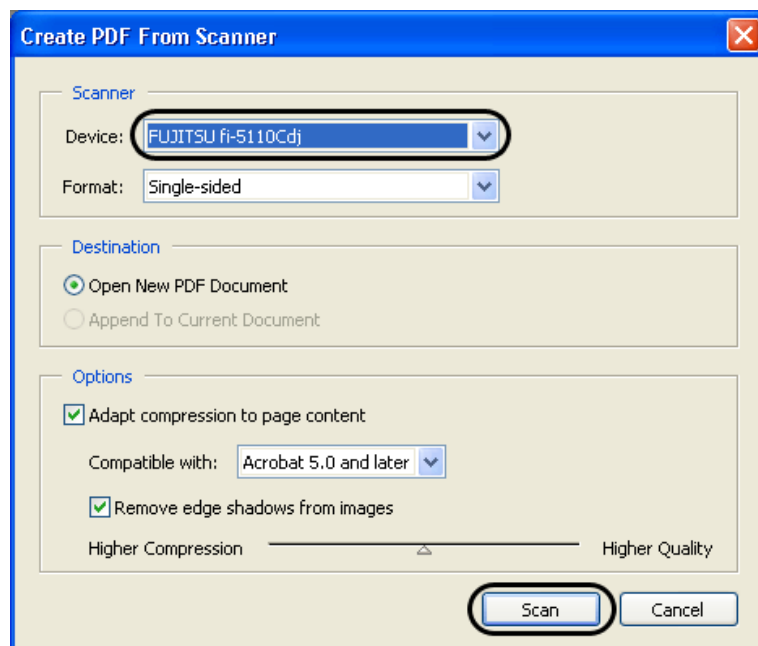 Create PDF From Scanner
Scanner
Device: FUJITSU fi-5110Cdj
Format: Single-sided
Destination
Open New PDF Document
Append To Current Document
Options
Adapt compression to page content
Compatible with: Acrobat 5.0 and later
Remove edge shadows from images
Higher Compression Higher Quality
Scan Cancel